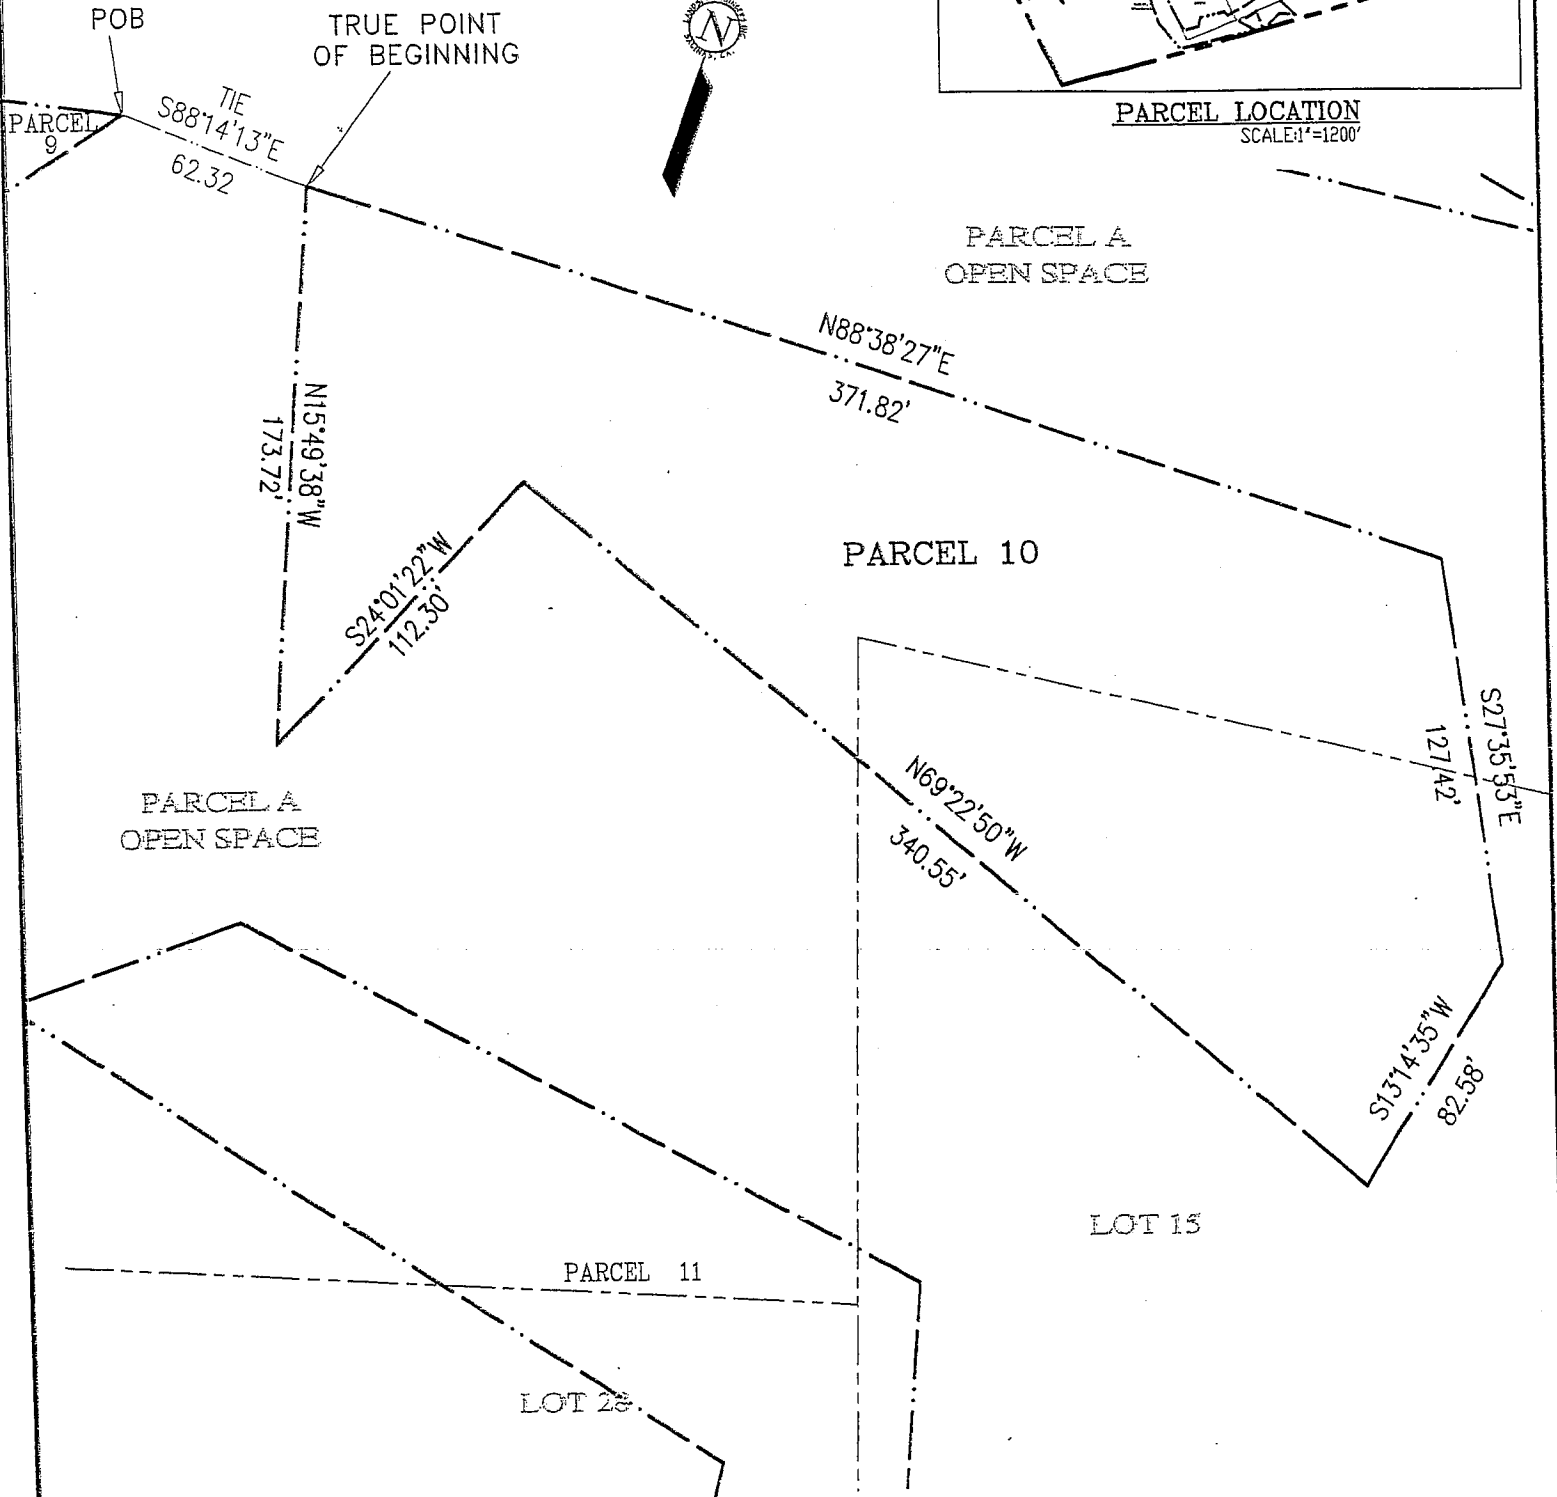 POB
TRUE POINT
OF BEGINNING
N
PARCEL LOCATION
SCALE:1"=1200'
TIE
S88°14'13"E
62.32
PARCEL
9
PARCEL A
OPEN SPACE
N88°38'27"E
371.82'
N15°49'38"W
173.72'
S24°01'22"W
112.30'
PARCEL 10
S27°35'53"E
127.42'
N69°22'50"W
340.55'
PARCEL A
OPEN SPACE
S13°14'35"W
82.58'
LOT 15
PARCEL 11
LOT 28